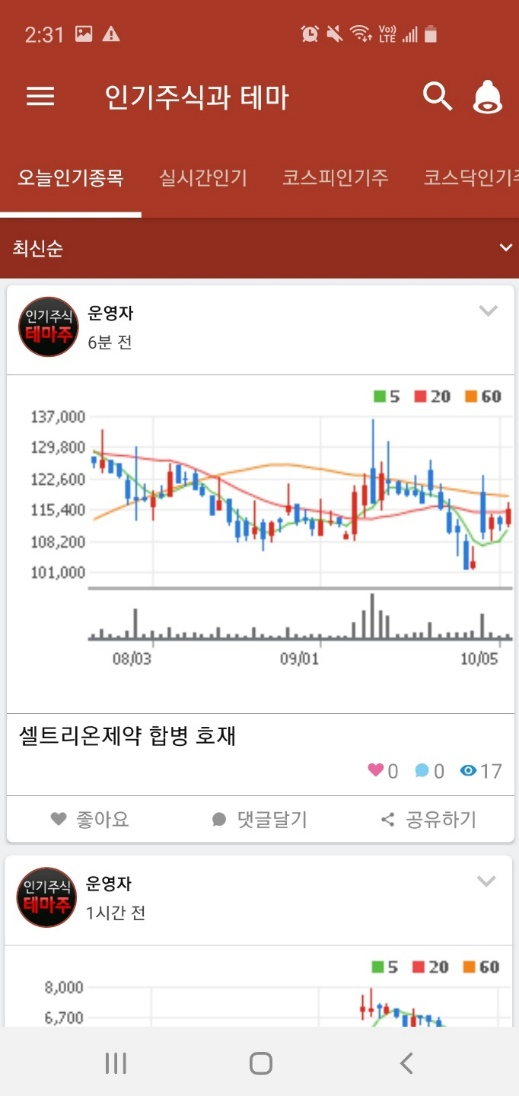 2:31 Vo)) LTE
인기주식과 테마
오늘인기종목 실시간인기 코스피인기주 코스닥인기주
최신순
인기주식
테마주
운영자
6분 전
5 20 60
137,000
129,800
122,600
115,400
108,200
101,000
08/03 09/01 10/05
셀트리온제약 합병 호재
0 0 17
좋아요 댓글달기 공유하기
인기주식
테마주
운영자
1시간 전
5 20 60
8,000
6,700